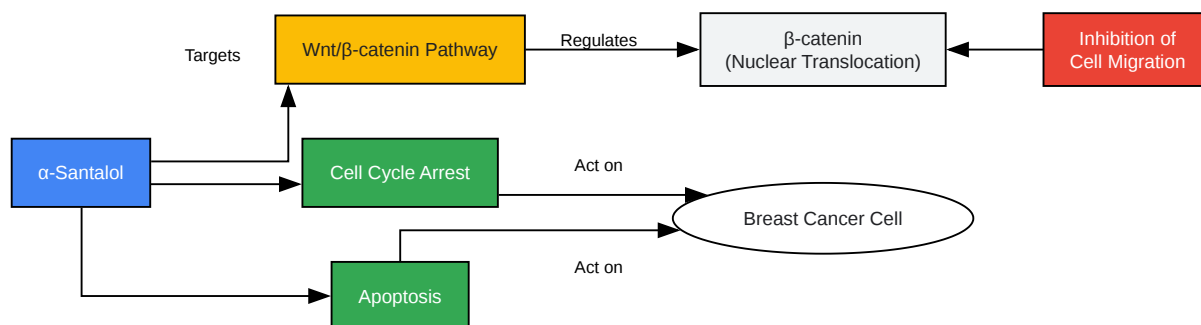 Targets
Wnt/β-catenin Pathway
Regulates
β-catenin
(Nuclear Translocation)
Inhibition of
Cell Migration
α-Santalol
Cell Cycle Arrest
Act on
Breast Cancer Cell
Act on
Apoptosis